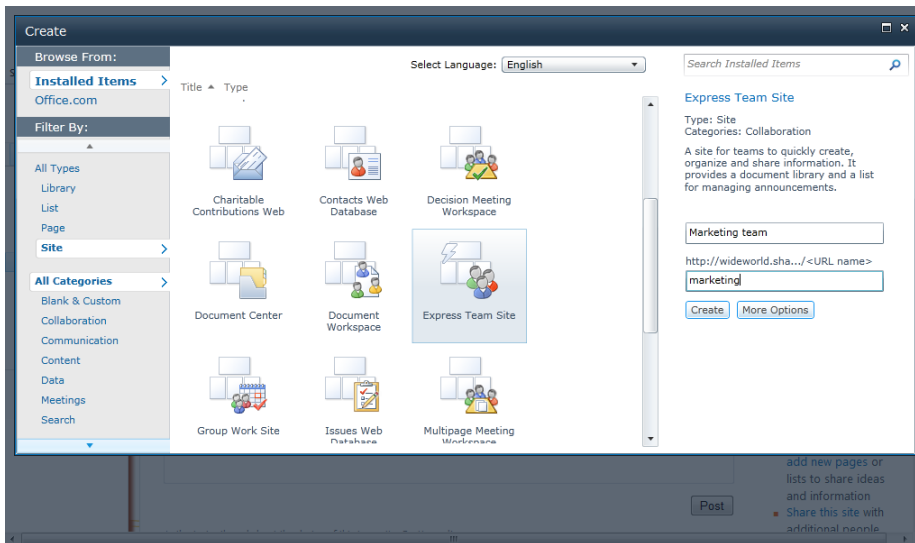 Create
Browse From:
Installed Items
Office.com
Filter By:
All Types
Library
List
Page
Site
All Categories
Blank & Custom
Collaboration
Communication
Content
Data
Meetings
Search
Select Language: English
Title Type
Charitable
Contributions Web
Contacts Web
Database
Decision Meeting
Workspace
Document Center
Document
Workspace
Express Team Site
Group Work Site
Issues Web
Database
Multipage Meeting
Workspace
Search Installed Items
Express Team Site
Type: Site
Categories: Collaboration
A site for teams to quickly create,
organize and share information. It
provides a document library and a list
for managing announcements.
Marketing team
http://wideworld.sha.../<URL name>
marketing
Create More Options
add new pages or
lists to share ideas
and information
Share this site with
additional people
Post